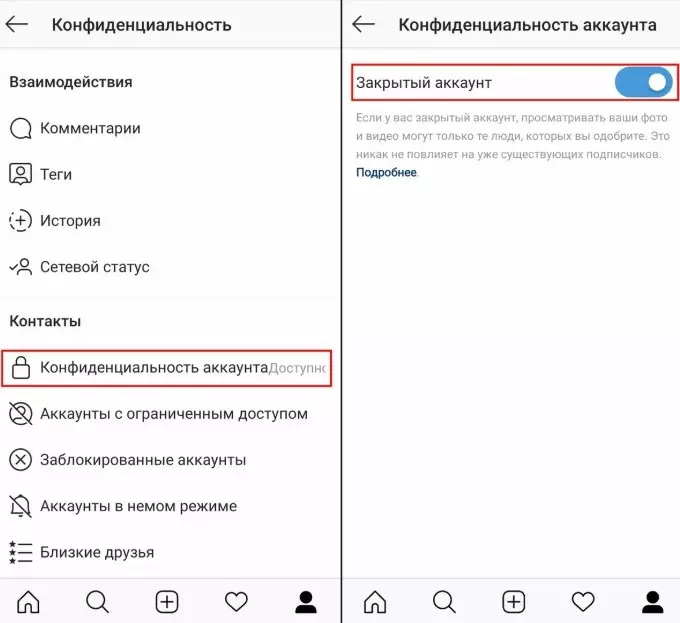 Конфиденциальность
Взаимодействия
Комментарии
Теги
История
Сетевой статус
Контакты
Конфиденциальность аккаунта
Аккаунты с ограниченным доступом
Заблокированные аккаунты
Аккаунты в немом режиме
Близкие друзья
Конфиденциальность аккаунта
Закрытый аккаунт
Если у вас закрытый аккаунт, просматривать ваши фото
и видео могут только те люди, которых вы одобрите. Это
никак не повлияет на уже существующих подписчиков.
Подробнее.